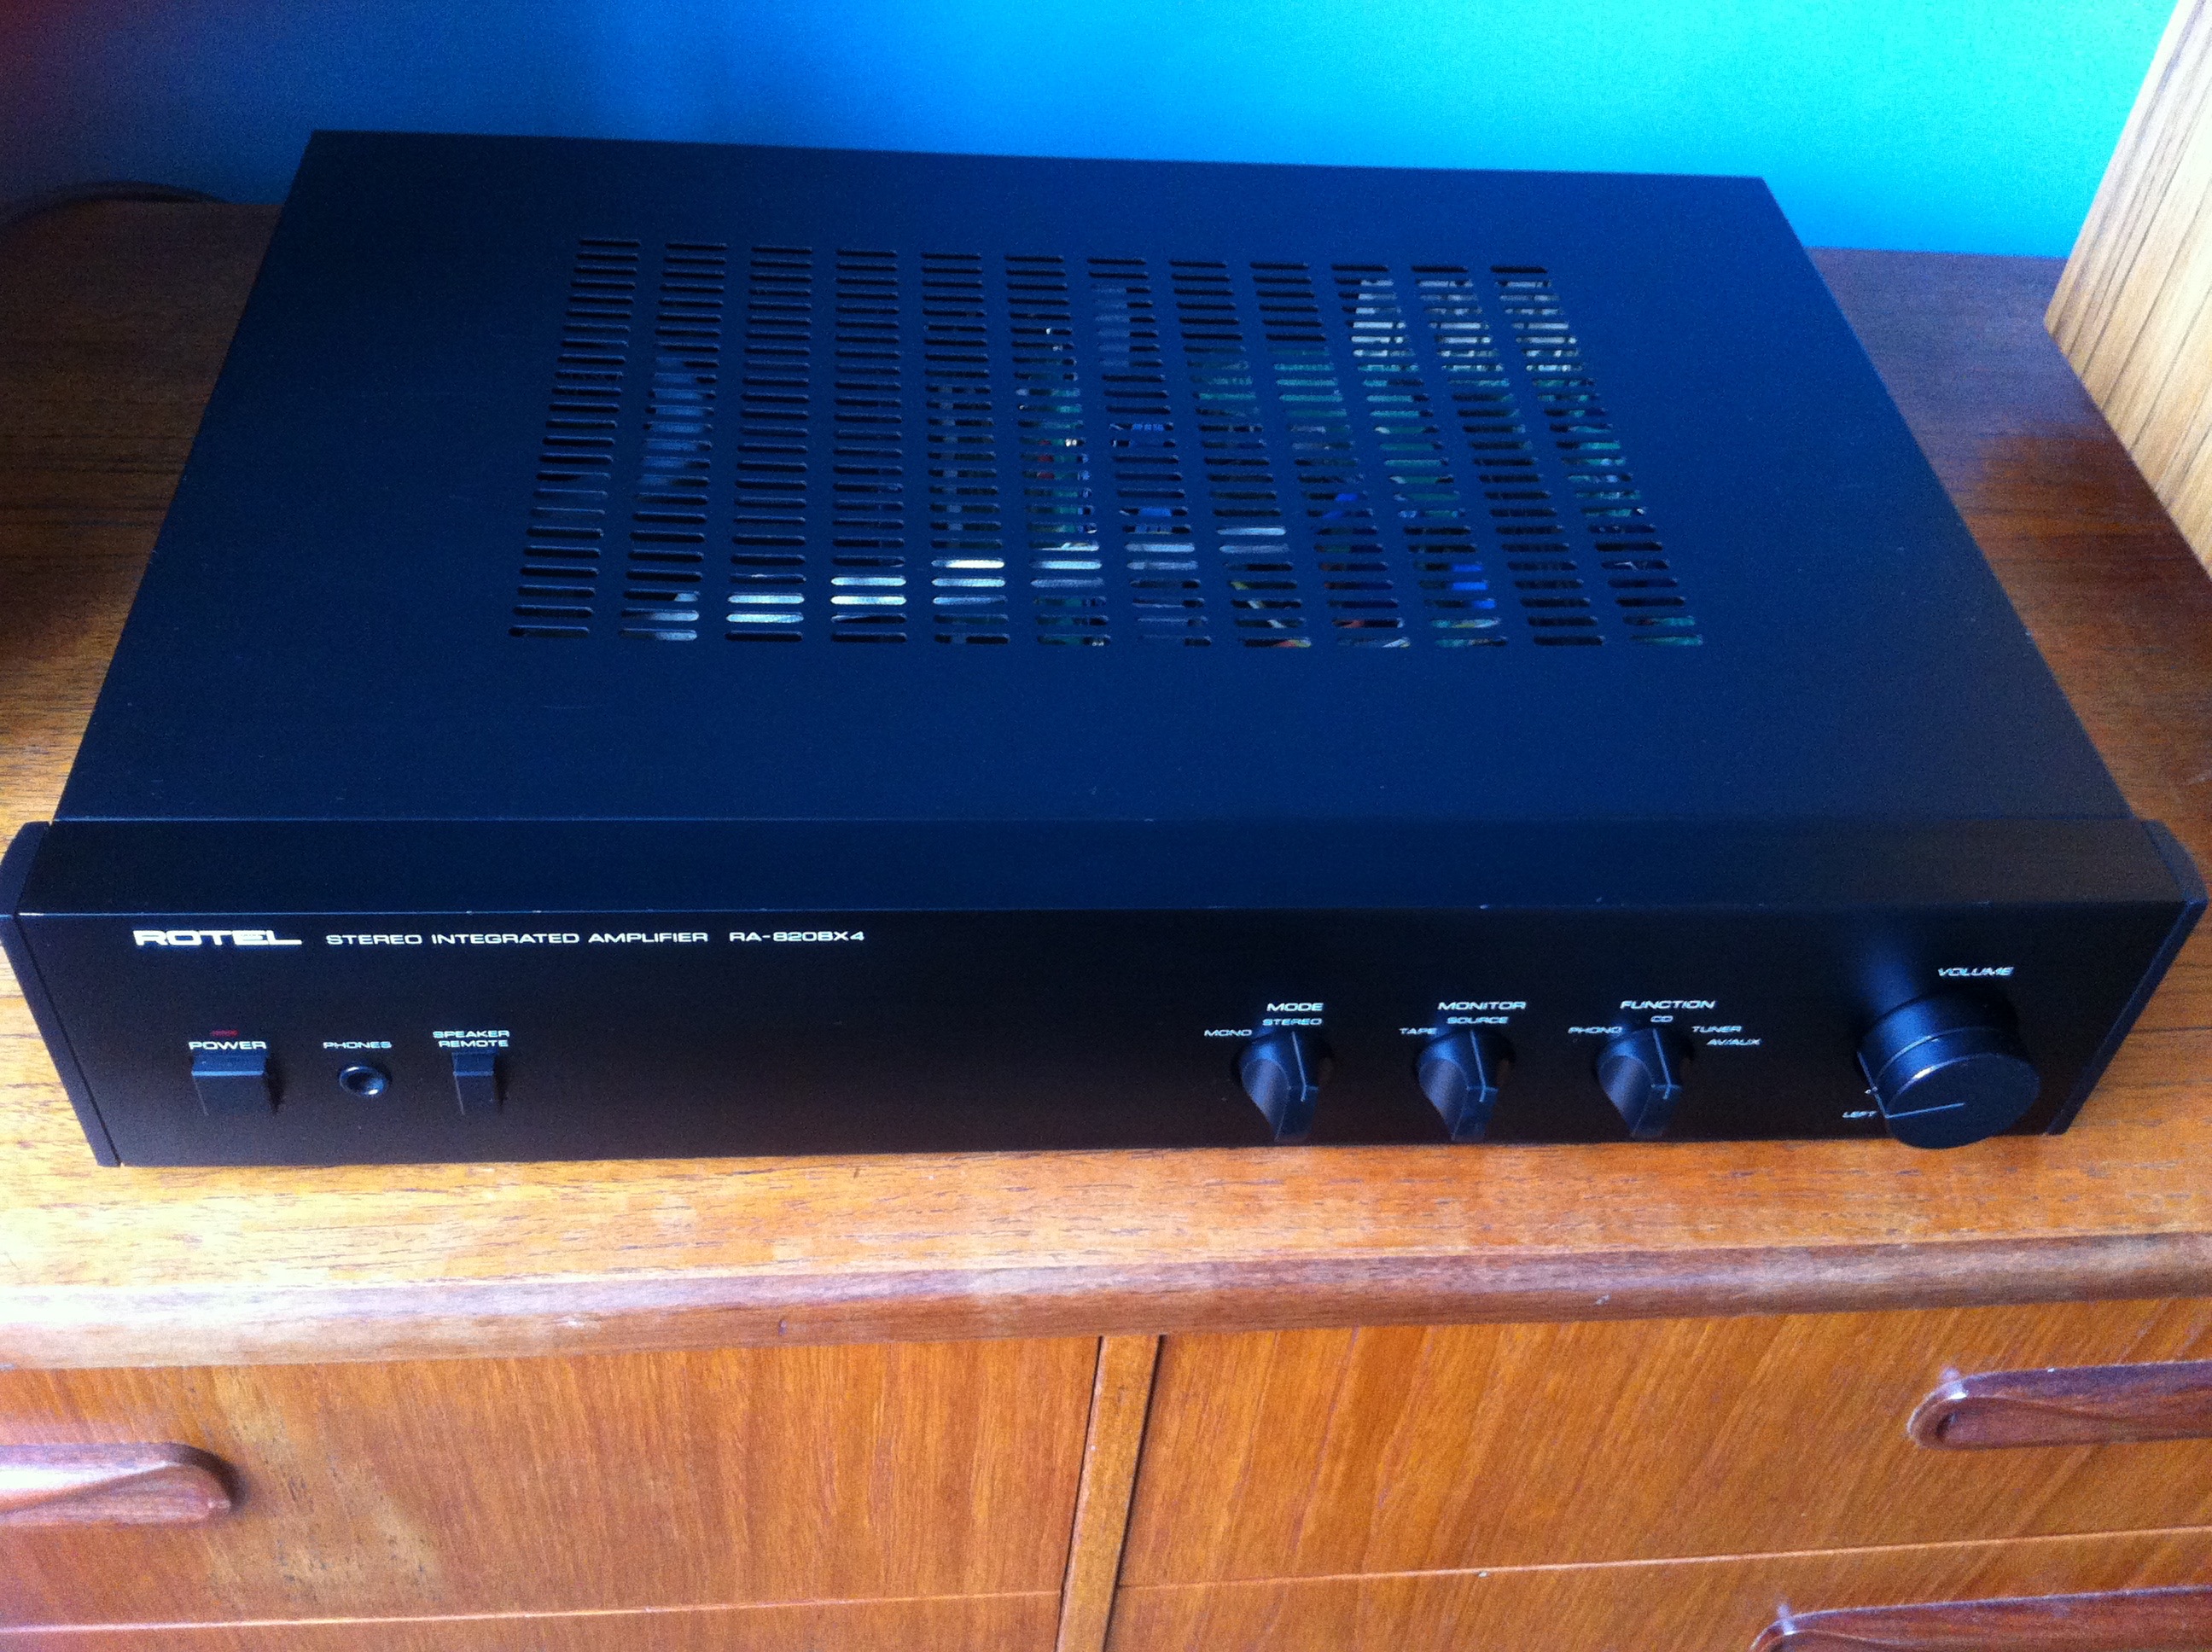 ROTEL STEREO INTEGRATED AMPLIFIER RA-820BX4
POWER
PHONES
SPEAKER
REMOTE
MODE
MONO STEREO
MONITOR
TAPE SOURCE
FUNCTION
PHONO CD TUNER
AV/AUX
VOLUME
LEFT